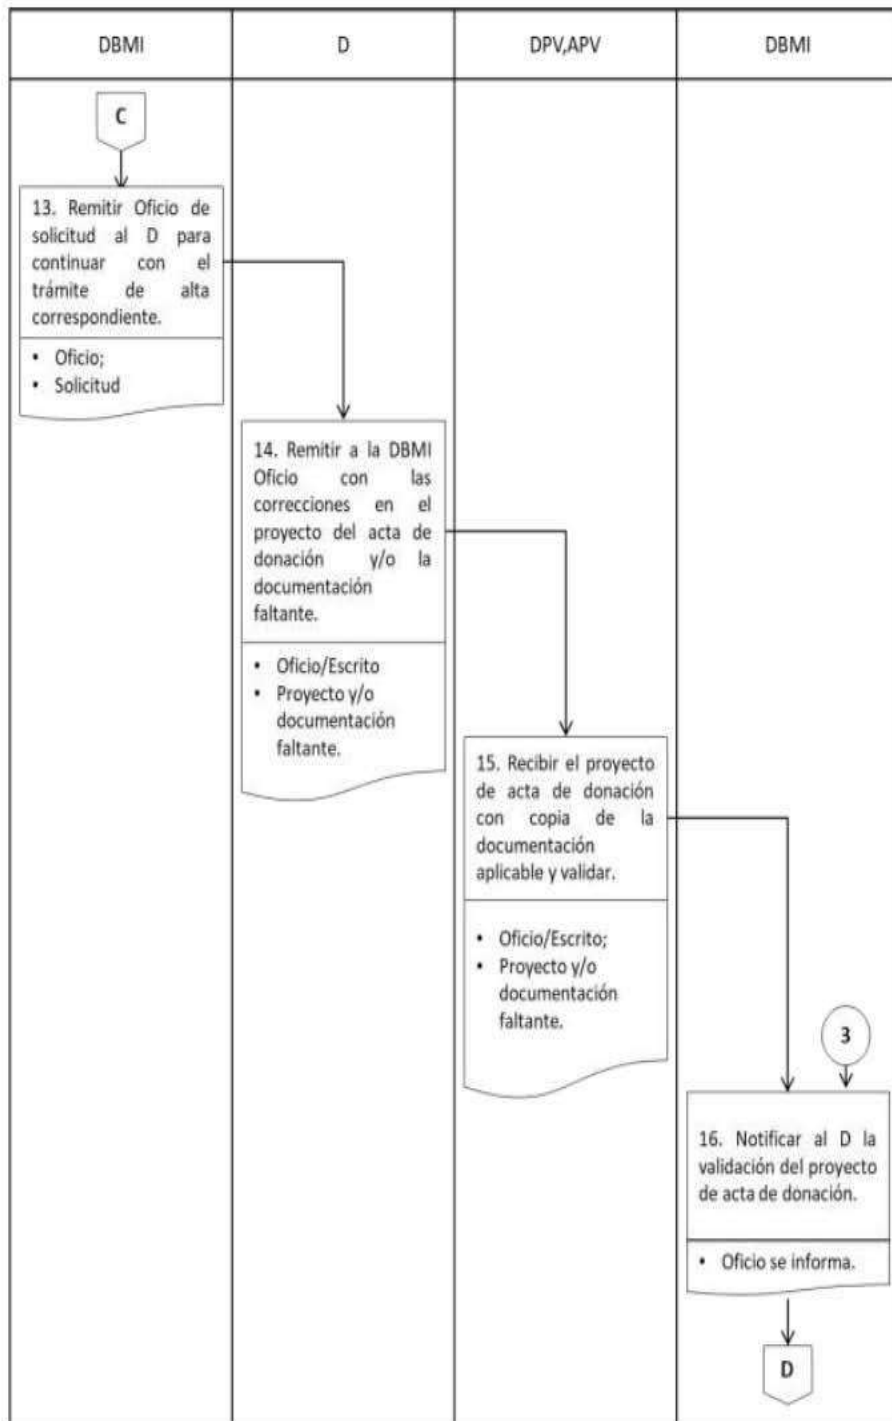 DBMI
D
DPV,APV
DBMI
C
13. Remitir Oficio de
solicitud al D para
continuar con el
trámite de alta
correspondiente.
• Oficio;
• Solicitud
14. Remitir a la DBMI
Oficio con las
correcciones en el
proyecto del acta de
donación y/o la
documentación
faltante.
• Oficio/Escrito
• Proyecto y/o
documentación
faltante.
15. Recibir el proyecto
de acta de donación
con copia de la
documentación
aplicable y validar.
• Oficio/Escrito;
• Proyecto y/o
documentación
faltante.
3
16. Notificar al D la
validación del proyecto
de acta de donación.
• Oficio se informa.
D